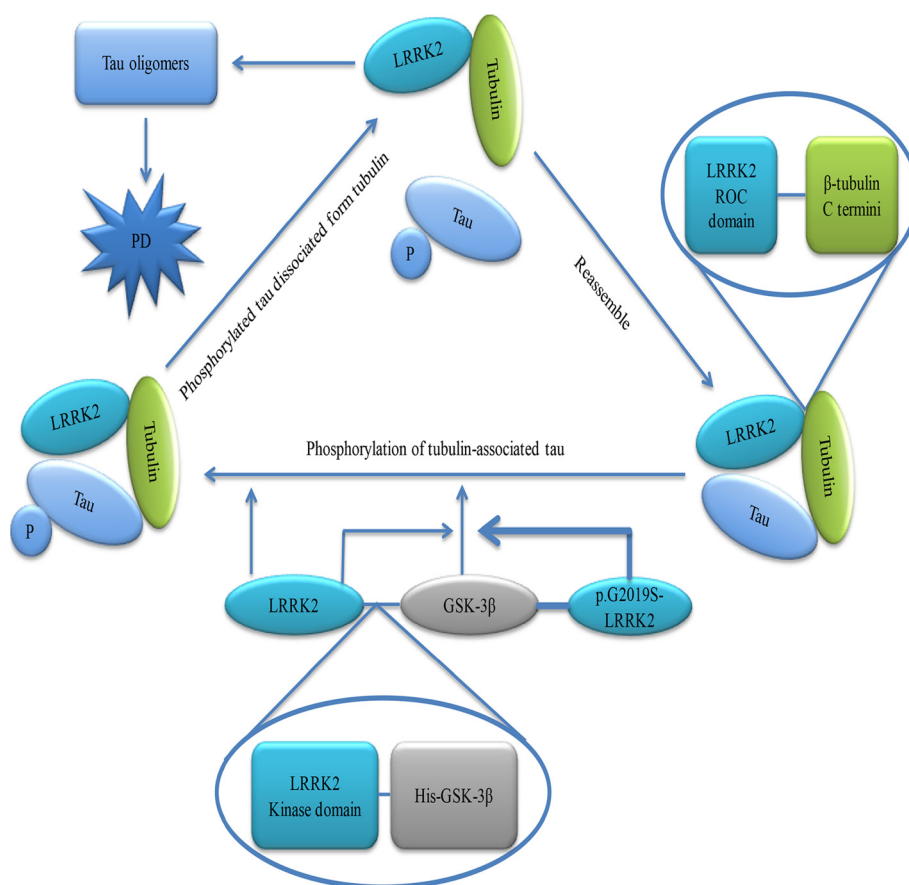 Tau oligomers
LRRK2
Tubulin
PD
Phosphorylated tau dissociated form tubulin
Tau
P
Reassemble
LRRK2
ROC
domain
β-tubulin
C termini
LRRK2
Tubulin
Tau
P
Phosphorylation of tubulin-associated tau
LRRK2
Tubulin
Tau
LRRK2
GSK-3β
p.G2019S-
LRRK2
LRRK2
Kinase domain
His-GSK-3β